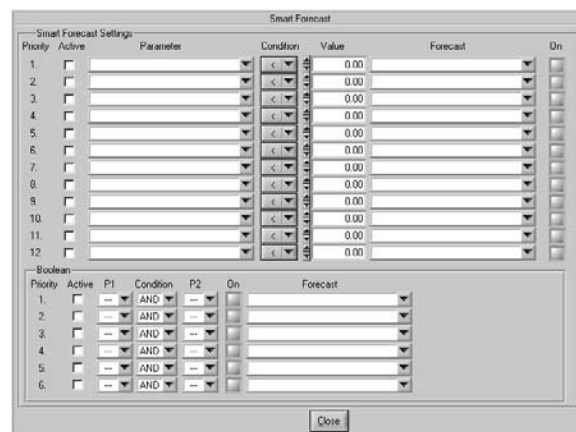 Smart Forecast
Smart Forecast Settings
Priority Active Parameter Condition Value Forecast On
1. < 0.00
2. < 0.00
3. < 0.00
4. < 0.00
5. < 0.00
6. < 0.00
7. < 0.00
8. < 0.00
9. < 0.00
10. < 0.00
11. < 0.00
12. < 0.00
Boolean
Priority Active P1 Condition P2 On Forecast
1. --- AND ---
2. --- AND ---
3. --- AND ---
4. --- AND ---
5. --- AND ---
6. --- AND ---
Close